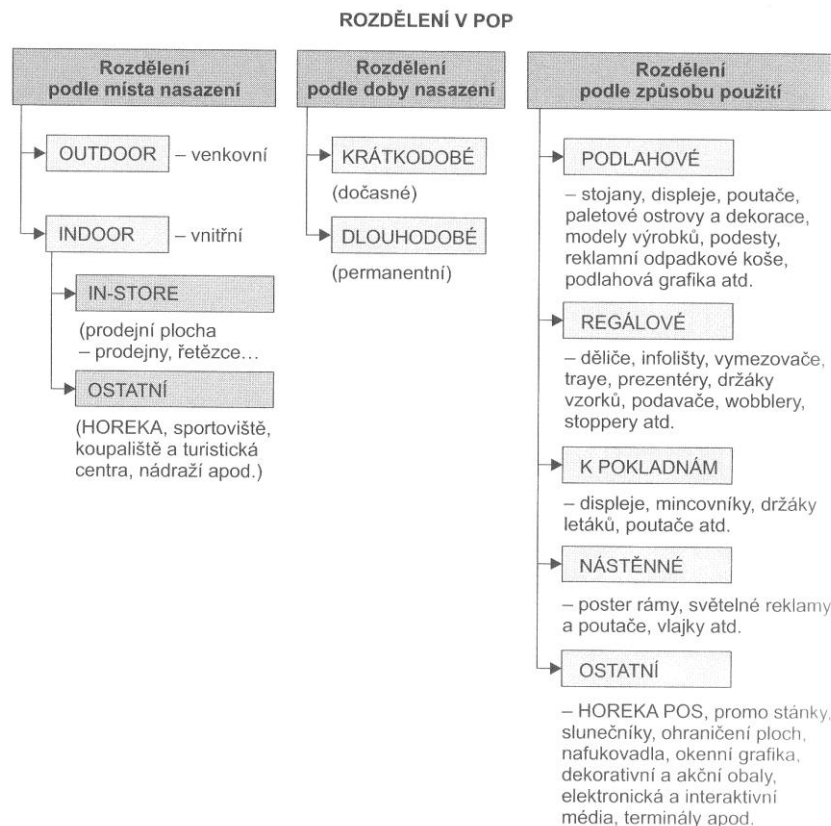 ROZDĚLENÍ V POP
Rozdělení
podle místa nasazení
OUTDOOR – venkovní
INDOOR – vnitřní
IN-STORE
(prodejní plocha
– prodejny, řetězce…
OSTATNÍ
(HOREKA, sportoviště,
koupaliště a turistická
centra, nádraží apod.)
Rozdělení
podle doby nasazení
KRÁTKODOBÉ
(dočasné)
DLOUHODOBÉ
(permanentní)
Rozdělení
podle způsobu použití
PODLAHOVÉ
– stojany, displeje, poutače,
paletové ostrovy a dekorace,
modely výrobků, podesty,
reklamní odpadkové koše,
podlahová grafika atd.
REGÁLOVÉ
– děliče, infolišty, vymezovače,
traye, prezentéry, držáky
vzorků, podavače, wobblery,
stoppery atd.
K POKLADNÁM
– displeje, mincovníky, držáky
letáků, poutače atd.
NÁSTĚNNÉ
– poster rámy, světelné reklamy
a poutače, vlajky atd.
OSTATNÍ
– HOREKA POS, promo stánky,
slunečníky, ohraničení ploch,
nafukovadla, okenní grafika,
dekorativní a akční obaly,
elektronická a interaktivní
média, terminály apod.